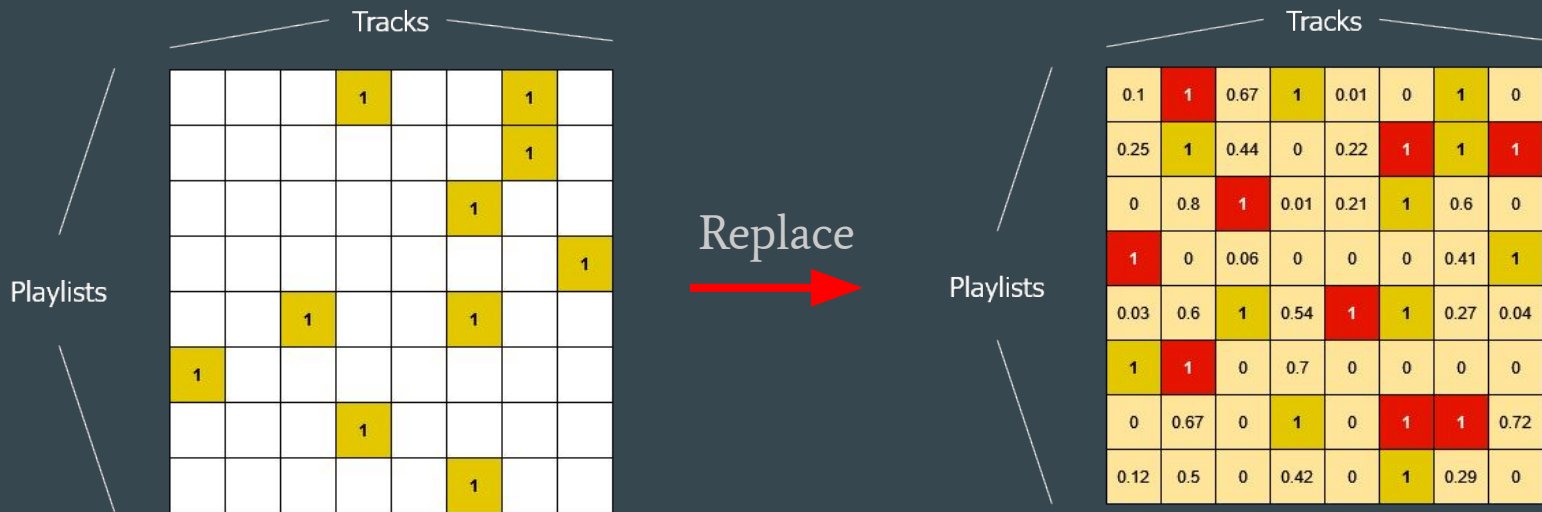 Tracks
Tracks
1 1
1
1
1
1 1
1
1
1
Playlists
Replace
Playlists
0.1 1 0.67 1 0.01 0 1 0
0.25 1 0.44 0 0.22 1 1 1
0 0.8 1 0.01 0.21 1 0.6 0
1 0 0.06 0 0 0 0.41 1
0.03 0.6 1 0.54 1 1 0.27 0.04
1 1 0 0.7 0 0 0 0
0 0.67 0 1 0 1 1 0.72
0.12 0.5 0 0.42 0 1 0.29 0